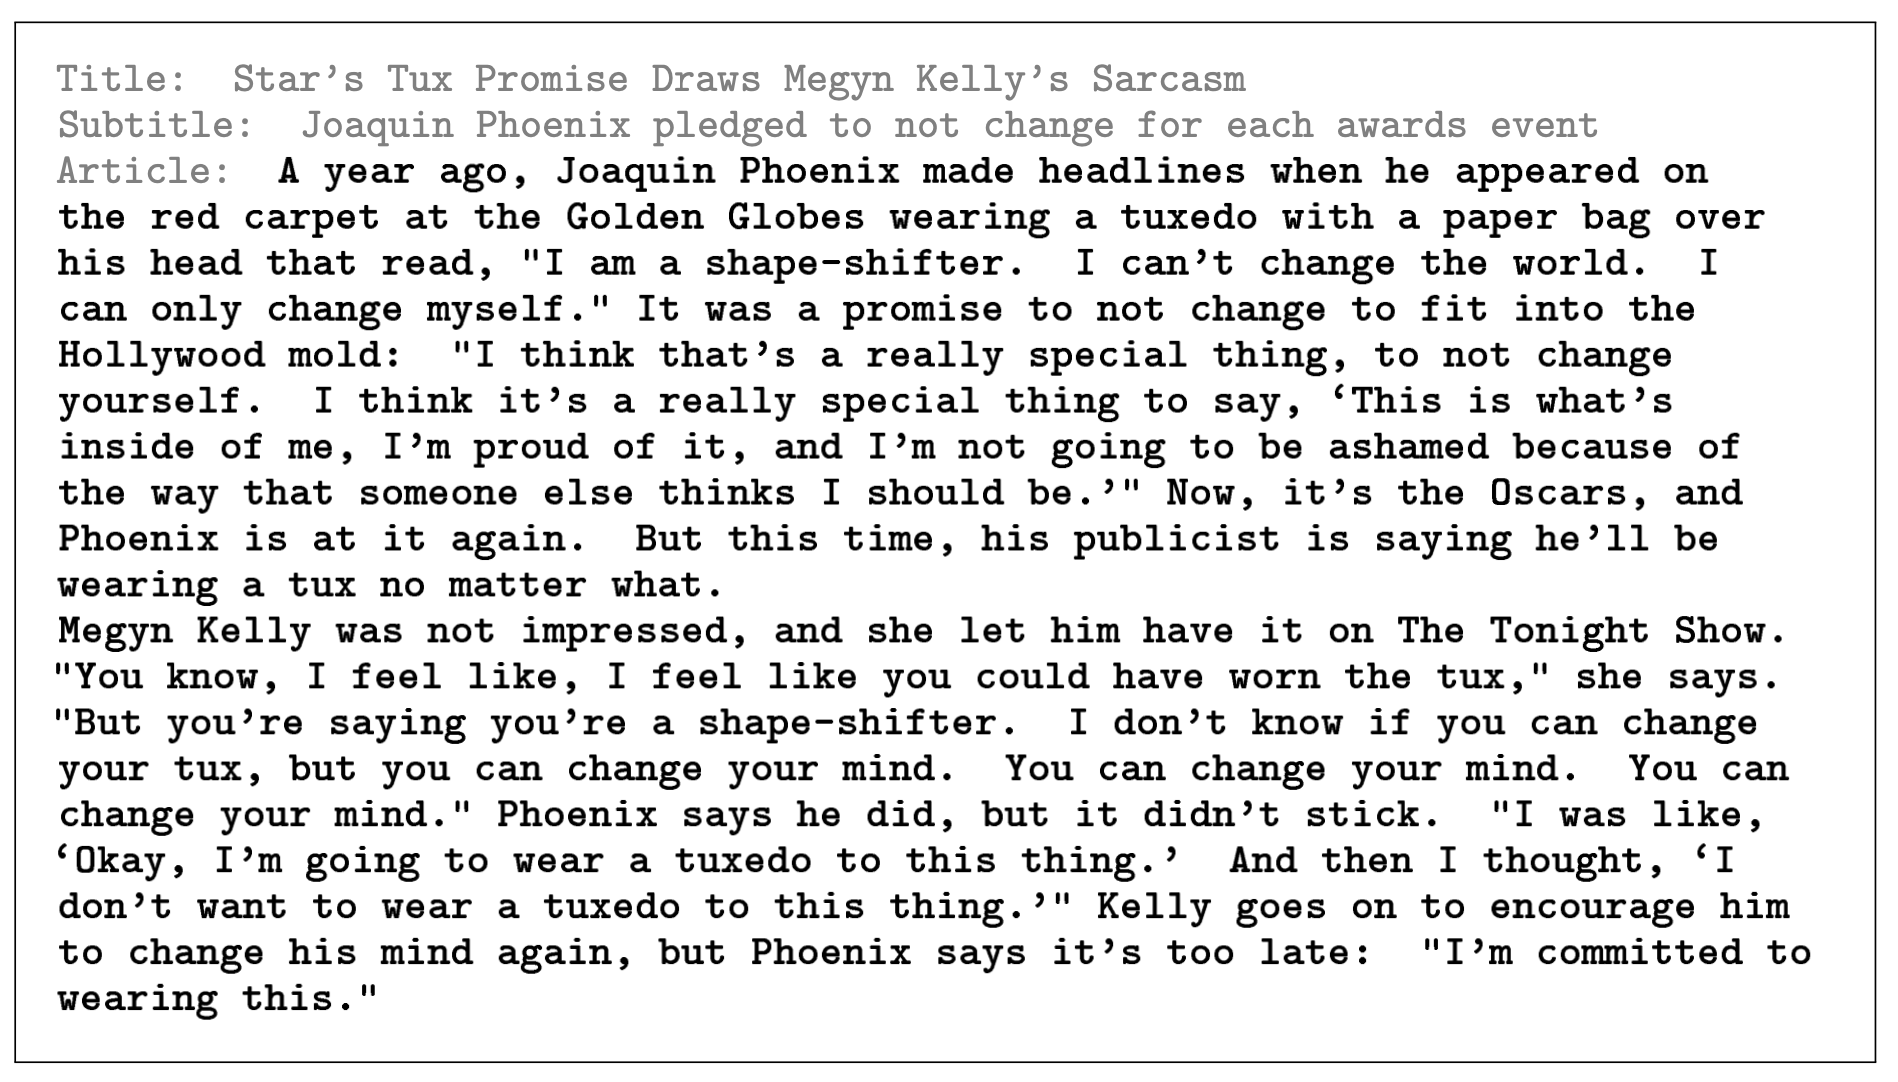 Title: Star’s Tux Promise Draws Megyn Kelly’s Sarcasm
Subtitle: Joaquin Phoenix pledged to not change for each awards event
Article: A year ago, Joaquin Phoenix made headlines when he appeared on
the red carpet at the Golden Globes wearing a tuxedo with a paper bag over
his head that read, "I am a shape-shifter. I can’t change the world. I
can only change myself." It was a promise to not change to fit into the
Hollywood mold: "I think that’s a really special thing, to not change
yourself. I think it’s a really special thing to say, ‘This is what’s
inside of me, I’m proud of it, and I’m not going to be ashamed because of
the way that someone else thinks I should be.’" Now, it’s the Oscars, and
Phoenix is at it again. But this time, his publicist is saying he’ll be
wearing a tux no matter what.
Megyn Kelly was not impressed, and she let him have it on The Tonight Show.
"You know, I feel like, I feel like you could have worn the tux," she says.
"But you’re saying you’re a shape-shifter. I don’t know if you can change
your tux, but you can change your mind. You can change your mind. You can
change your mind." Phoenix says he did, but it didn’t stick. "I was like,
‘Okay, I’m going to wear a tuxedo to this thing.’ And then I thought, ‘I
don’t want to wear a tuxedo to this thing.’" Kelly goes on to encourage him
to change his mind again, but Phoenix says it’s too late: "I’m committed to
wearing this."